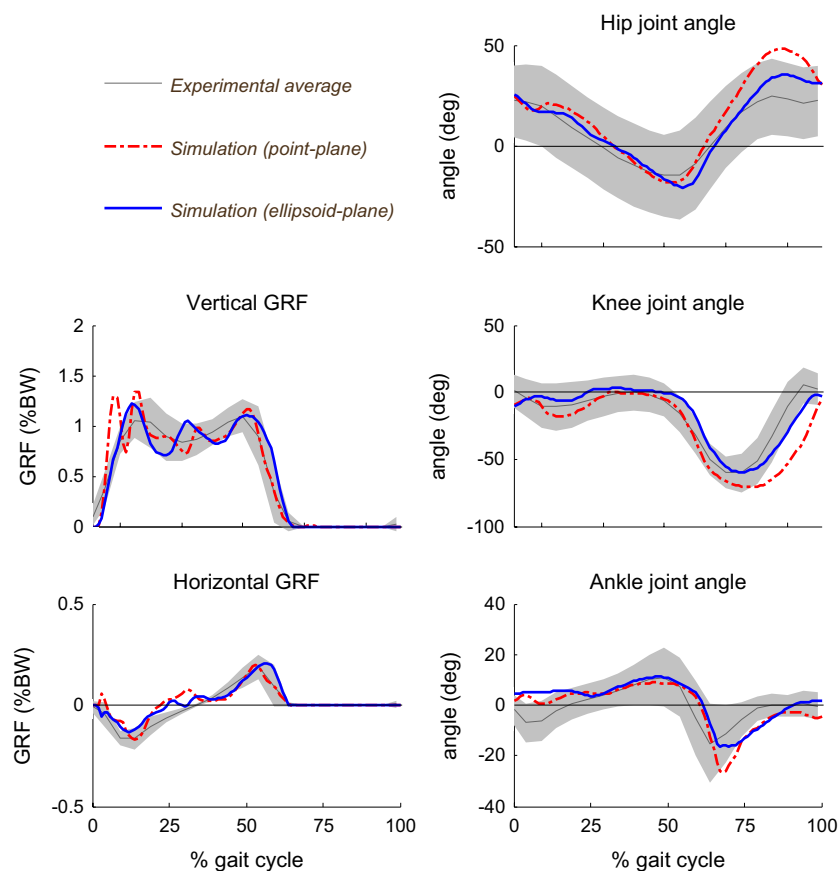 Experimental average
Simulation (point-plane)
Simulation (ellipsoid-plane)
Hip joint angle
angle (deg)
50
0
-50
Vertical GRF
GRF (%BW)
2
1.5
1
0.5
0
Knee joint angle
angle (deg)
50
0
-50
-100
Horizontal GRF
GRF (%BW)
0.5
0
-0.5
0 25 50 75 100
% gait cycle
Ankle joint angle
angle (deg)
40
20
0
-20
-40
0 25 50 75 100
% gait cycle